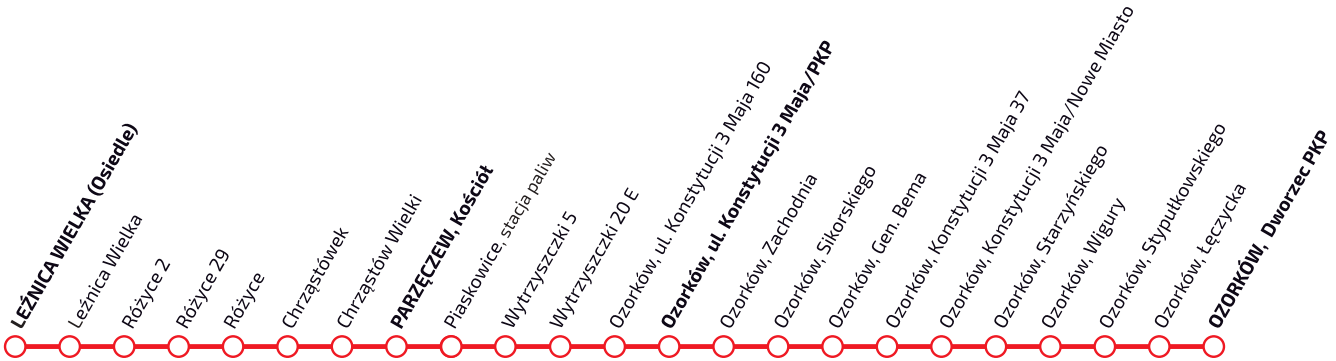 LEŹNICA WIELKA (Osiedle)
Leźnica Wielka
Różyce 2
Różyce 29
Różyce
Chrząstówek
Chrząstów Wielki
PARZĘCZEW, Kościół
Piaskowice, stacja paliw
Wytrzyszczki 5
Wytrzyszczki 20 E
Ozorków, ul. Konstytucji 3 Maja 160
Ozorków, ul. Konstytucji 3 Maja/PKP
Ozorków, Zachodnia
Ozorków, Sikorskiego
Ozorków, Gen. Bema
Ozorków, Konstytucji 3 Maja 37
Ozorków, Konstytucji 3 Maja/Nowe Miasto
Ozorków, Starzyńskiego
Ozorków, Wigury
Ozorków, Stypułkowskiego
Ozorków, Łęczycka
OZORKÓW, Dworzec PKP